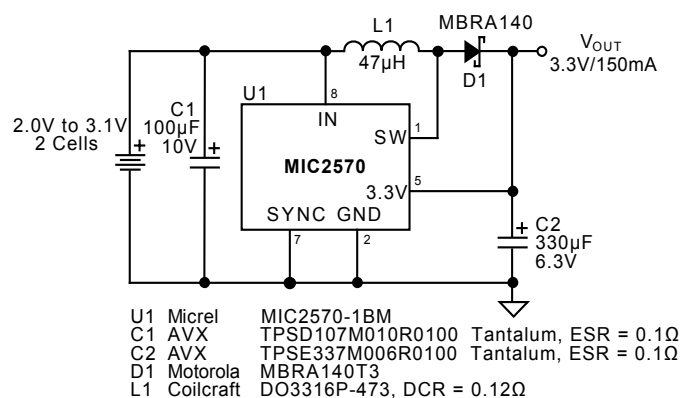 MBRA140
L1
47µH
D1
VOUT
3.3V/150mA
U1
8
IN
C1
100µF
10V
+
2.0V to 3.1V
2 Cells
+
SW
1
MIC2570
3.3V
5
SYNC GND
7
2
C2
+
330µF
6.3V
U1 Micrel MIC2570-1BM
C1 AVX TPSD107M010R0100 Tantalum, ESR = 0.1Ω
C2 AVX TPSE337M006R0100 Tantalum, ESR = 0.1Ω
D1 Motorola MBRA140T3
L1 Coilcraft DO3316P-473, DCR = 0.12Ω